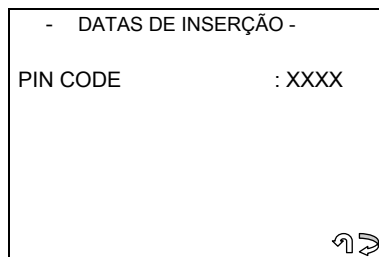 - DATAS DE INSERÇÃO -
PIN CODE : XXXX